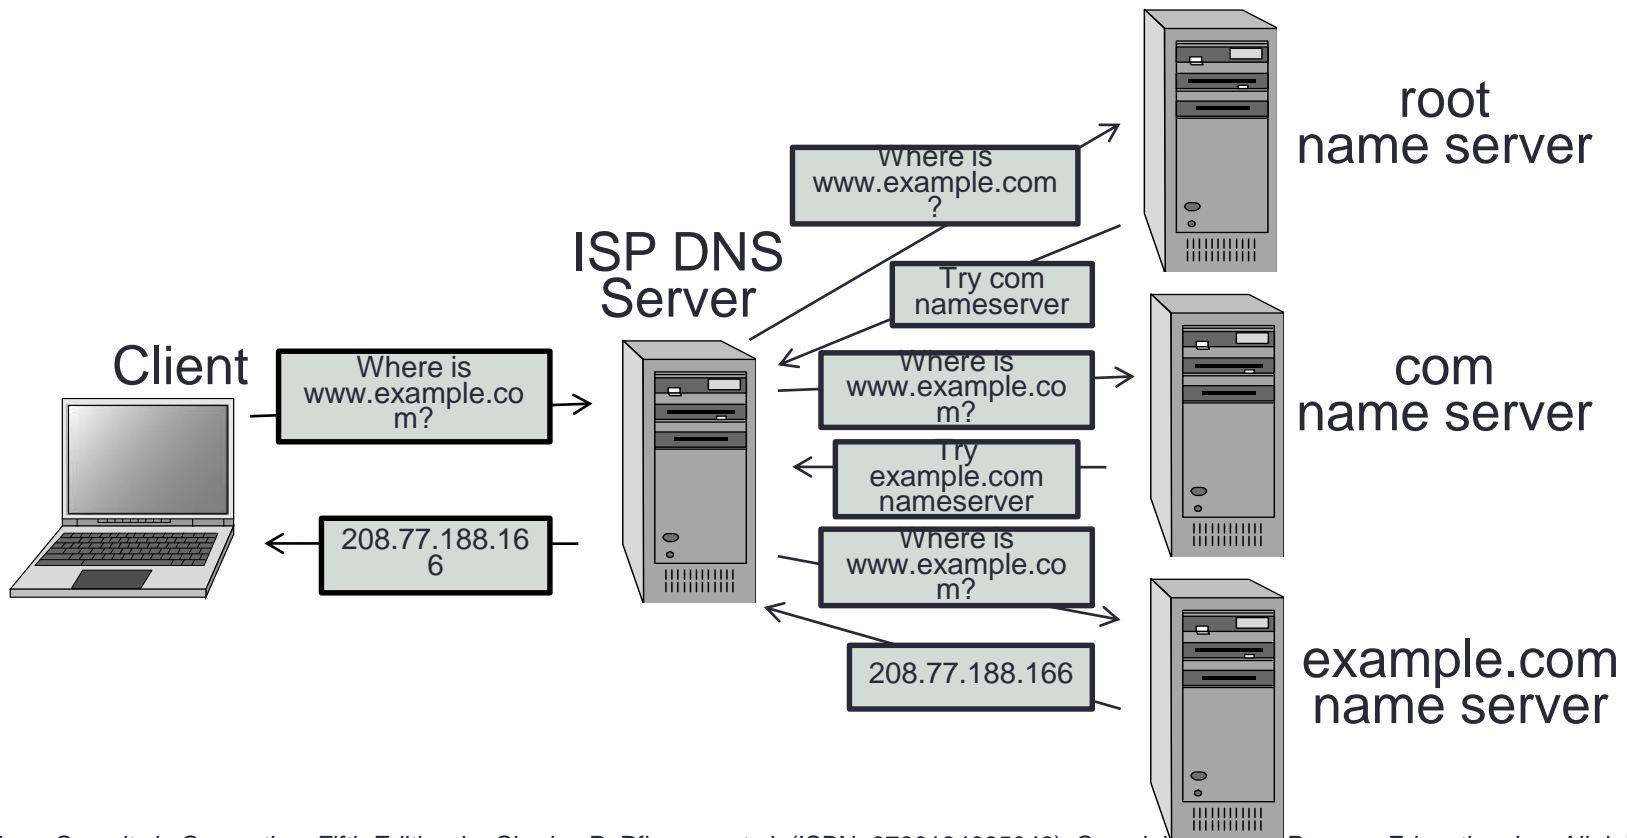 root
name server
Where is
www.example.com
?
ISP DNS
Server
Try com
nameserver
Client
Where is
www.example.co
m?
Where is
www.example.co
m?
com
name server
Try
example.com
nameserver
208.77.188.16
6
Where is
www.example.co
m?
208.77.188.166
example.com
name server